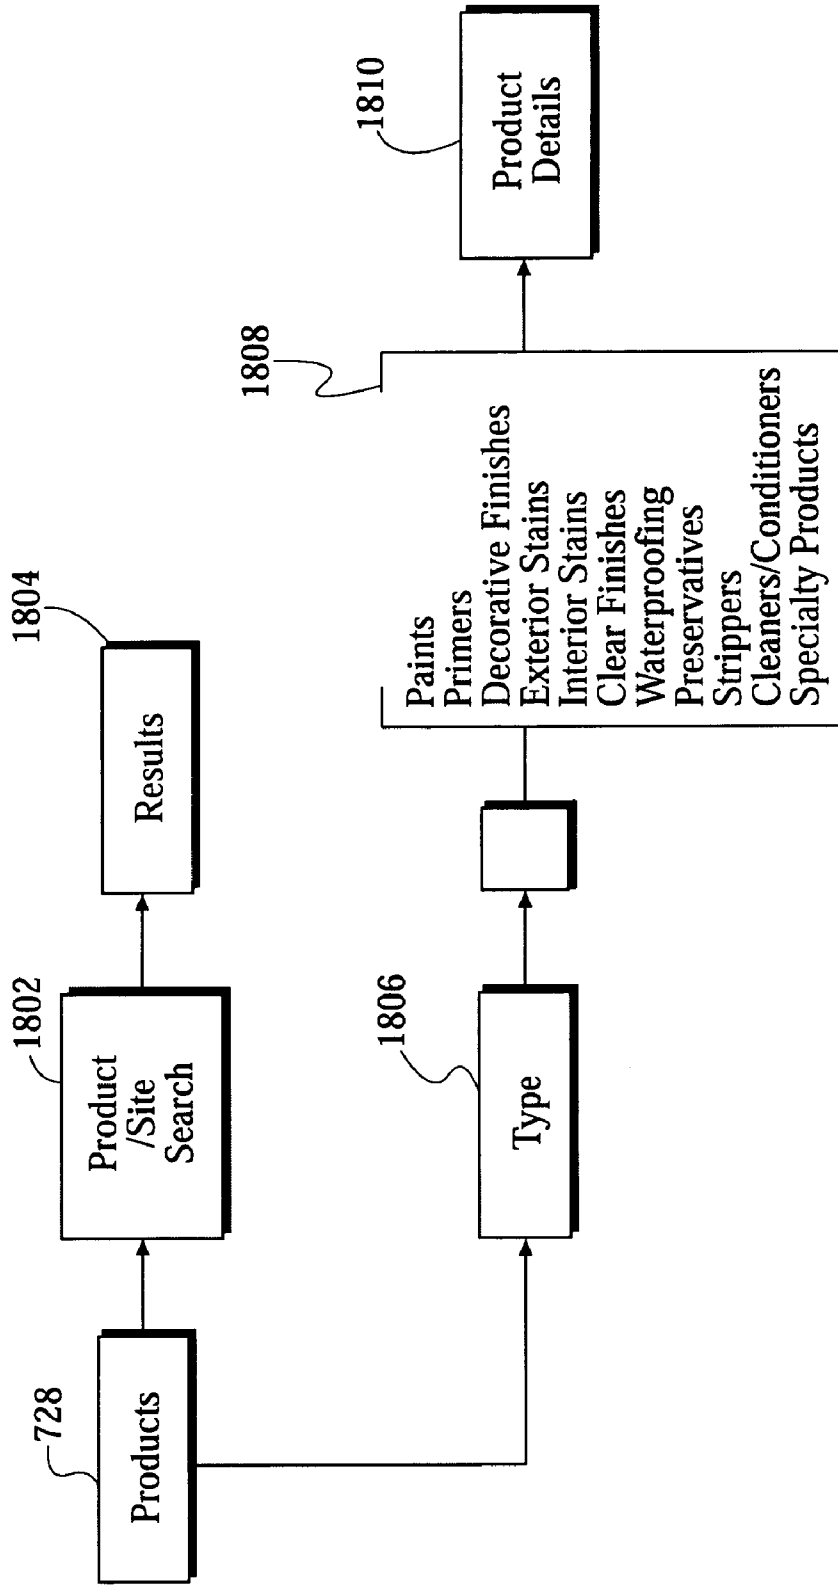 728
Products
1802
Product
/Site
Search
1804
Results
1806
Type
1808
Paints
Primers
Decorative Finishes
Exterior Stains
Interior Stains
Clear Finishes
Waterproofing
Preservatives
Strippers
Cleaners/Conditioners
Specialty Products
1810
Product
Details